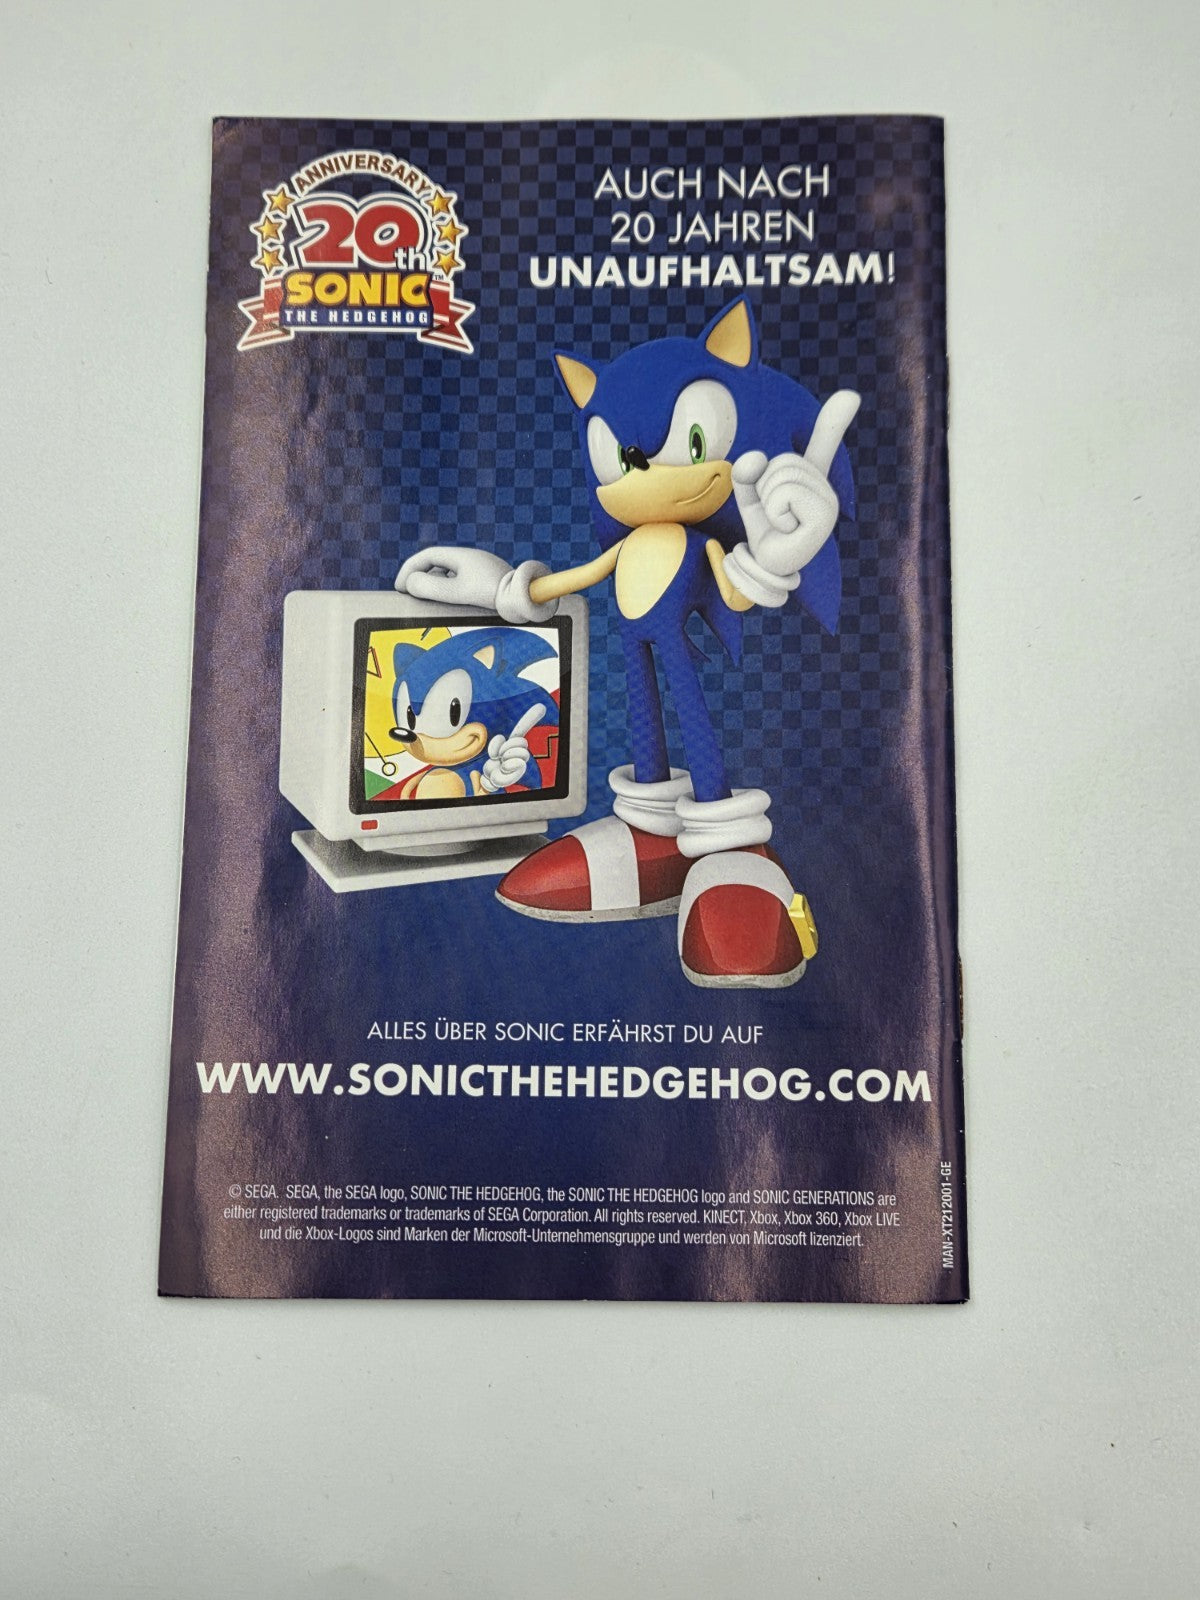 ANNIVERSARY
20th
SONIC™
THE HEDGEHOG
AUCH NACH
20 JAHREN
UNAUFHALTSAM!
ALLES ÜBER SONIC ERFÄHRST DU AUF
WWW.SONICTHEHEDGEHOG.COM
© SEGA. SEGA, the SEGA logo, SONIC THE HEDGEHOG, the SONIC THE HEDGEHOG logo and SONIC GENERATIONS are
either registered trademarks or trademarks of SEGA Corporation. All rights reserved. KINECT, Xbox, Xbox 360, Xbox LIVE
und die Xbox-Logos sind Marken der Microsoft-Unternehmensgruppe und werden von Microsoft lizenziert.
MAN-XT212001-GE